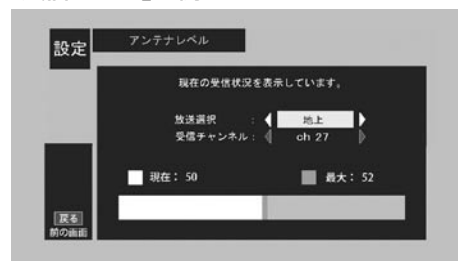 設定
アンテナレベル
現在の受信状況を表示しています。
放送選択 : 地上
受信チャンネル : ch 27
現在： 50 最大： 52
戻る
前の画面